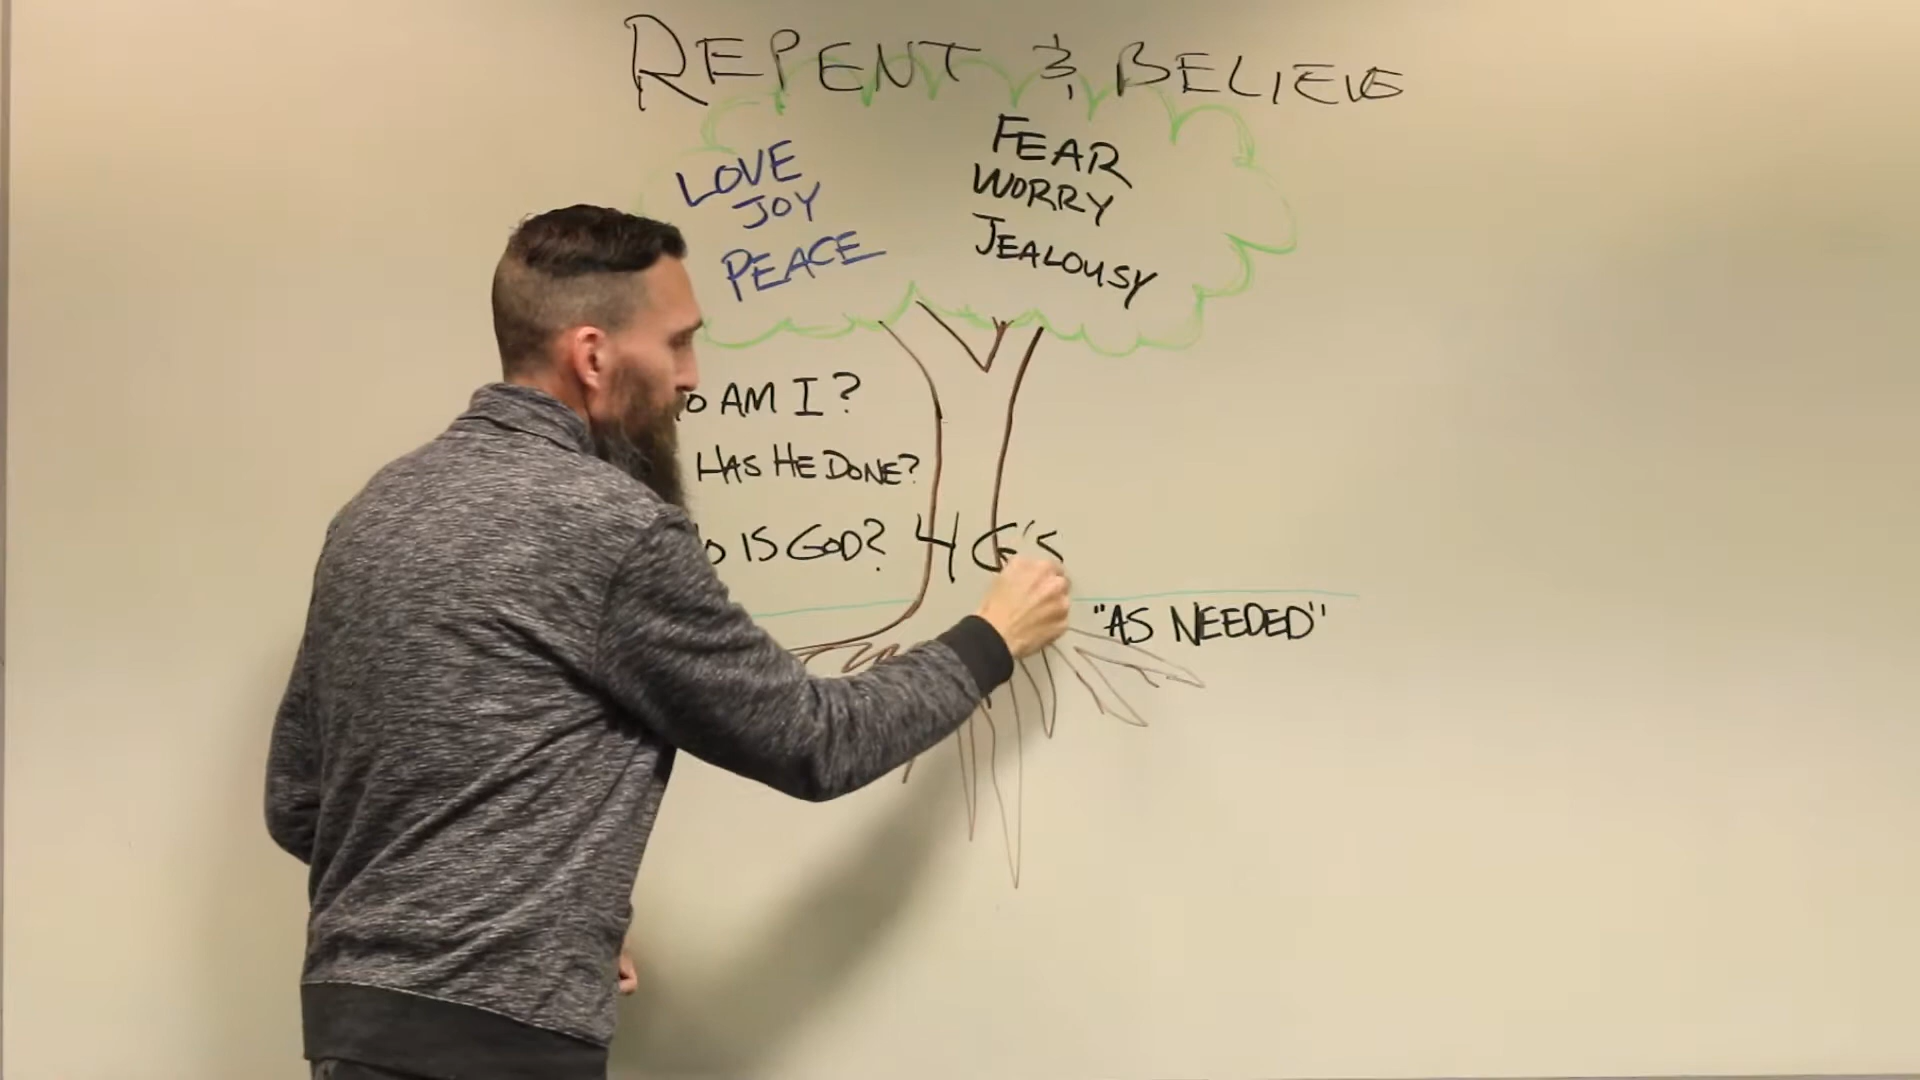 REPENT & BELIEVE
LOVE
JOY
PEACE
FEAR
WORRY
JEALOUSY
AM I?
HAS HE DONE?
IS GOD? 4 G'S
"AS NEEDED"